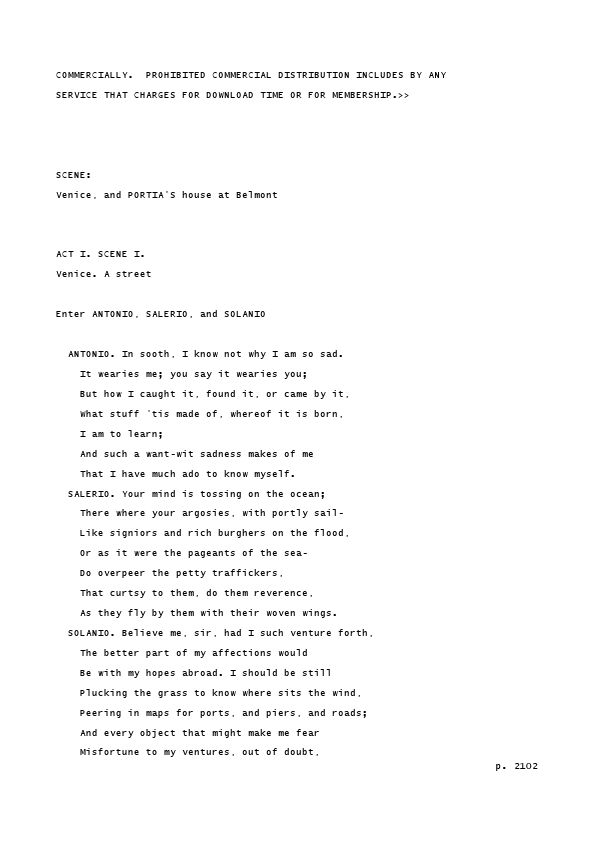 COMMERCIALLY.  PROHIBITED COMMERCIAL DISTRIBUTION INCLUDES BY ANY
SERVICE THAT CHARGES FOR DOWNLOAD TIME OR FOR MEMBERSHIP.>>
SCENE:
Venice, and PORTIA'S house at Belmont
ACT I. SCENE I.
Venice. A street
Enter ANTONIO, SALERIO, and SOLANIO
ANTONIO. In sooth, I know not why I am so sad.
It wearies me; you say it wearies you;
But how I caught it, found it, or came by it,
What stuff 'tis made of, whereof it is born,
I am to learn;
And such a want-wit sadness makes of me
That I have much ado to know myself.
SALERIO. Your mind is tossing on the ocean;
There where your argosies, with portly sail-
Like signiors and rich burghers on the flood,
Or as it were the pageants of the sea-
Do overpeer the petty traffickers,
That curtsy to them, do them reverence,
As they fly by them with their woven wings.
SOLANIO. Believe me, sir, had I such venture forth,
The better part of my affections would
Be with my hopes abroad. I should be still
Plucking the grass to know where sits the wind,
Peering in maps for ports, and piers, and roads;
And every object that might make me fear
Misfortune to my ventures, out of doubt,
p. 2102